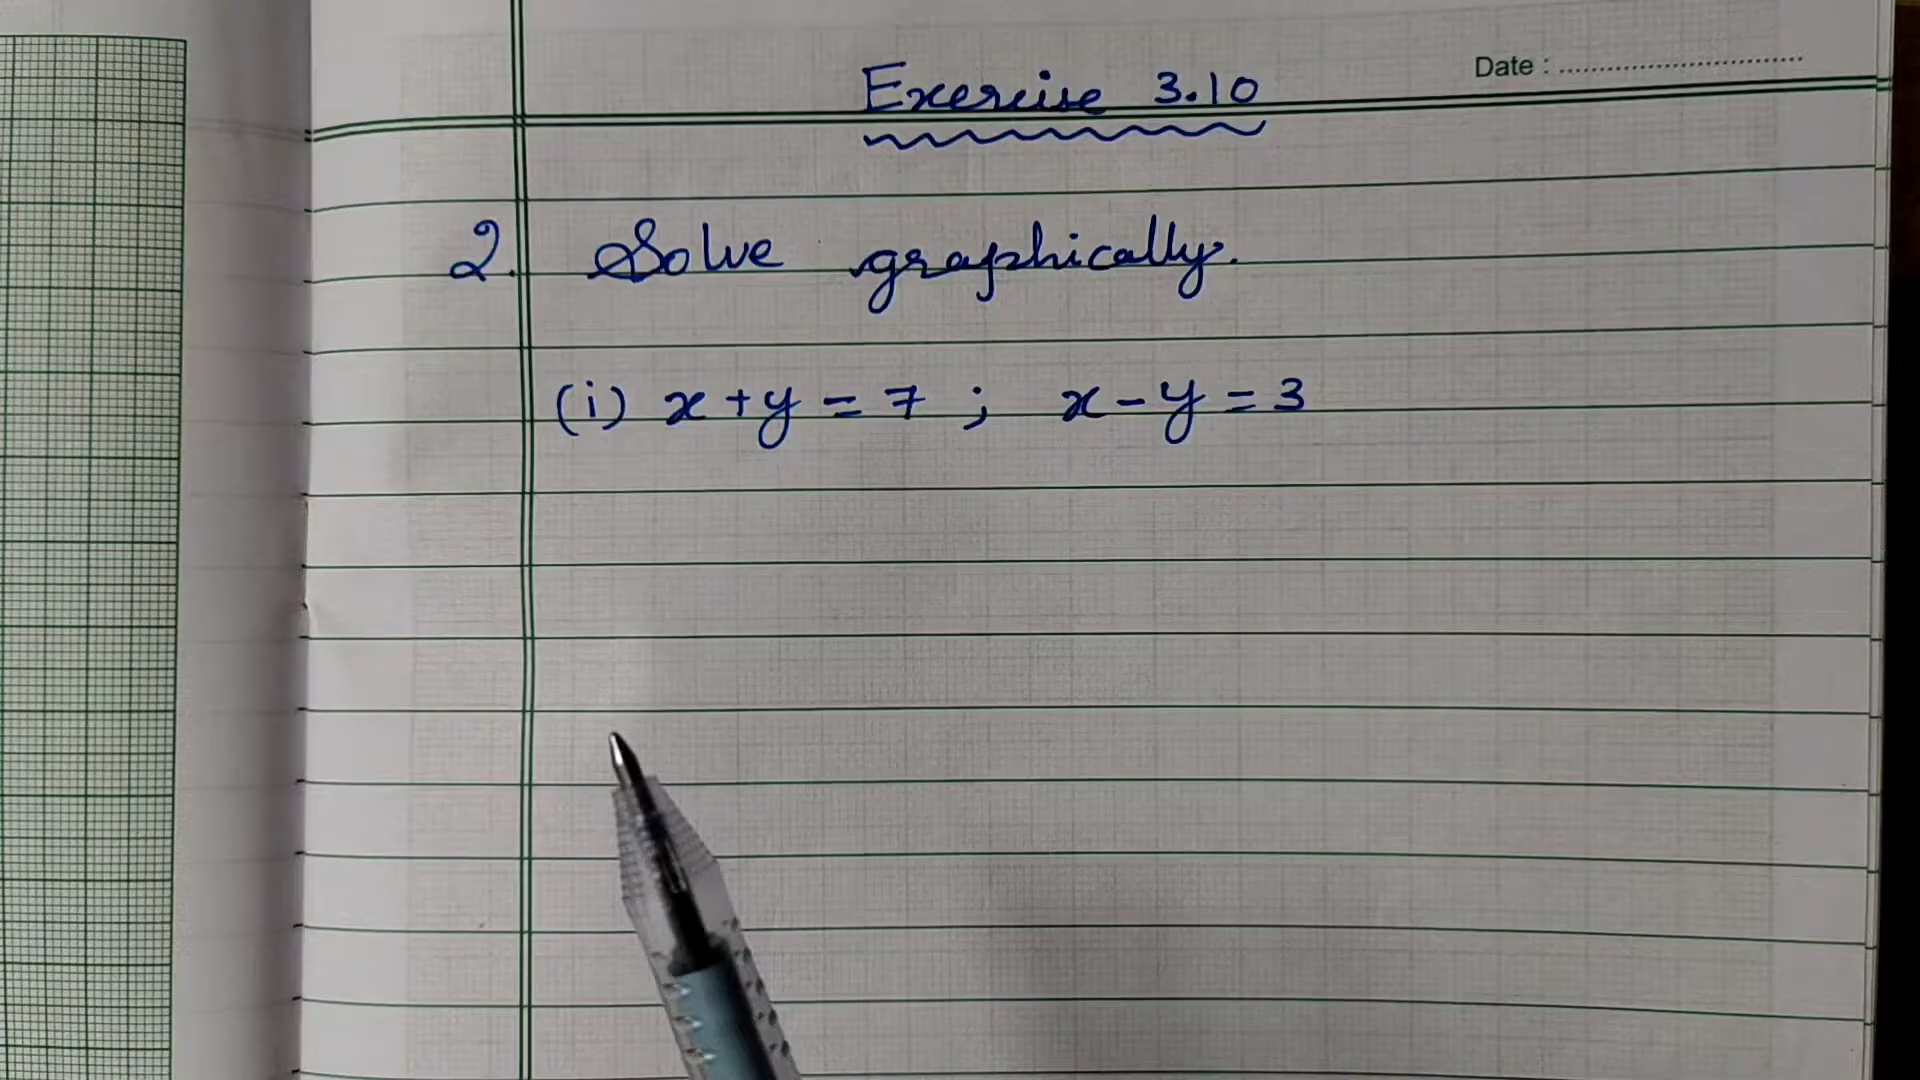 Date :
Exercise 3.10
2. Solve graphically.
(i) x + y = 7 ; x - y = 3